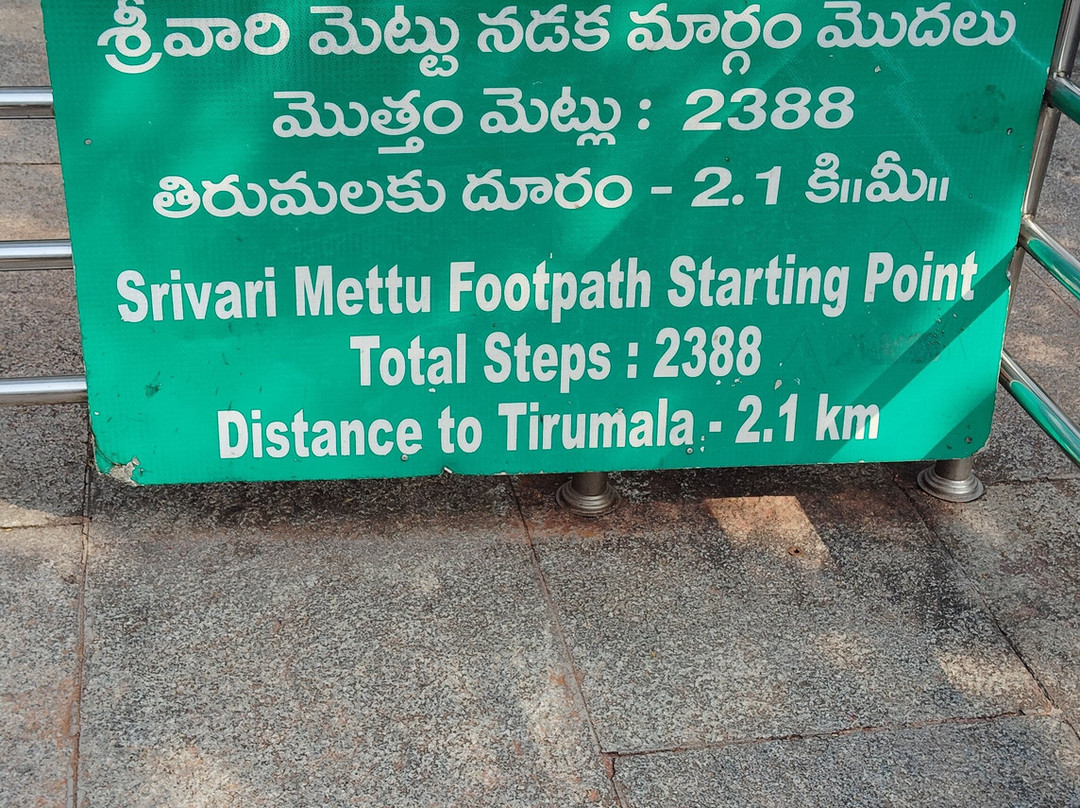 శ్రీవారి మెట్టు నడక మార్గం మొదలు
మొత్తం మెట్లు : 2388
తిరుమలకు దూరం - 2.1 కి॥మీ॥
Srivari Mettu Footpath Starting Point
Total Steps : 2388
Distance to Tirumala - 2.1 km